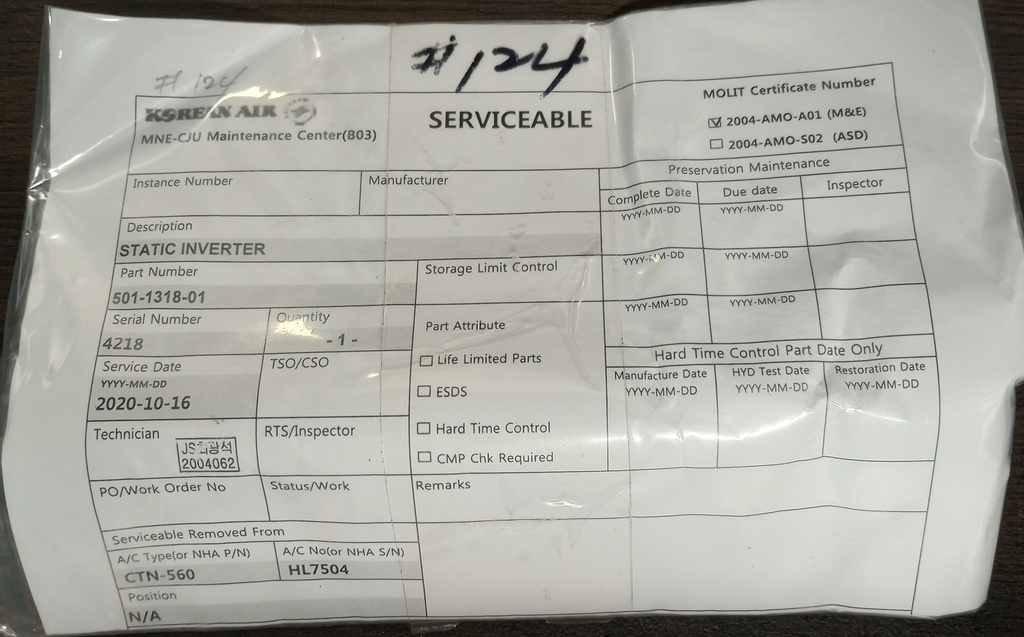 #124
#124
KOREAN AIR
MNE-CJU Maintenance Center(B03)
SERVICEABLE
MOLIT Certificate Number
2004-AMO-A01 (M&E)
2004-AMO-S02 (ASD)
Instance Number
Manufacturer
Preservation Maintenance
Complete Date
Due date
Inspector
YYYY-MM-DD
YYYY-MM-DD
Description
STATIC INVERTER
YYYY-MM-DD
YYYY-MM-DD
Part Number
501-1318-01
Storage Limit Control
YYYY-MM-DD
YYYY-MM-DD
Serial Number
4218
Quantity
- 1 -
Part Attribute
Life Limited Parts
ESDS
Hard Time Control
CMP Chk Required
Hard Time Control Part Date Only
Manufacture Date
YYYY-MM-DD
HYD Test Date
YYYY-MM-DD
Restoration Date
YYYY-MM-DD
Service Date
YYYY-MM-DD
2020-10-16
TSO/CSO
Technician
2004062
RTS/Inspector
PO/Work Order No
Status/Work
Remarks
Serviceable Removed From
A/C Type(or NHA P/N)
CTN-560
A/C No(or NHA S/N)
HL7504
Position
N/A